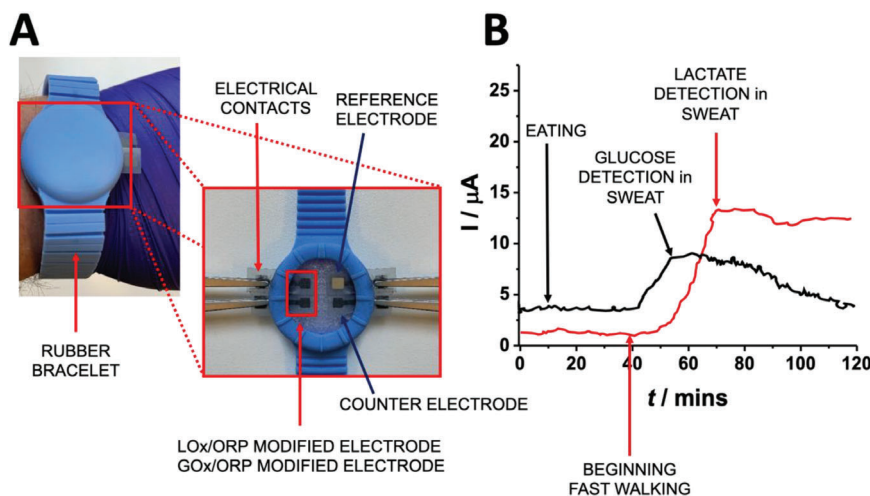 A
ELECTRICAL
CONTACTS
REFERENCE
ELECTRODE
RUBBER
BRACELET
COUNTER ELECTRODE
LOx/ORP MODIFIED ELECTRODE
GOx/ORP MODIFIED ELECTRODE
B
LACTATE
DETECTION in
SWEAT
EATING
GLUCOSE
DETECTION in
SWEAT
I / μA
25
20
15
10
5
0
0 20 40 60 80 100 120
t / mins
BEGINNING
FAST WALKING